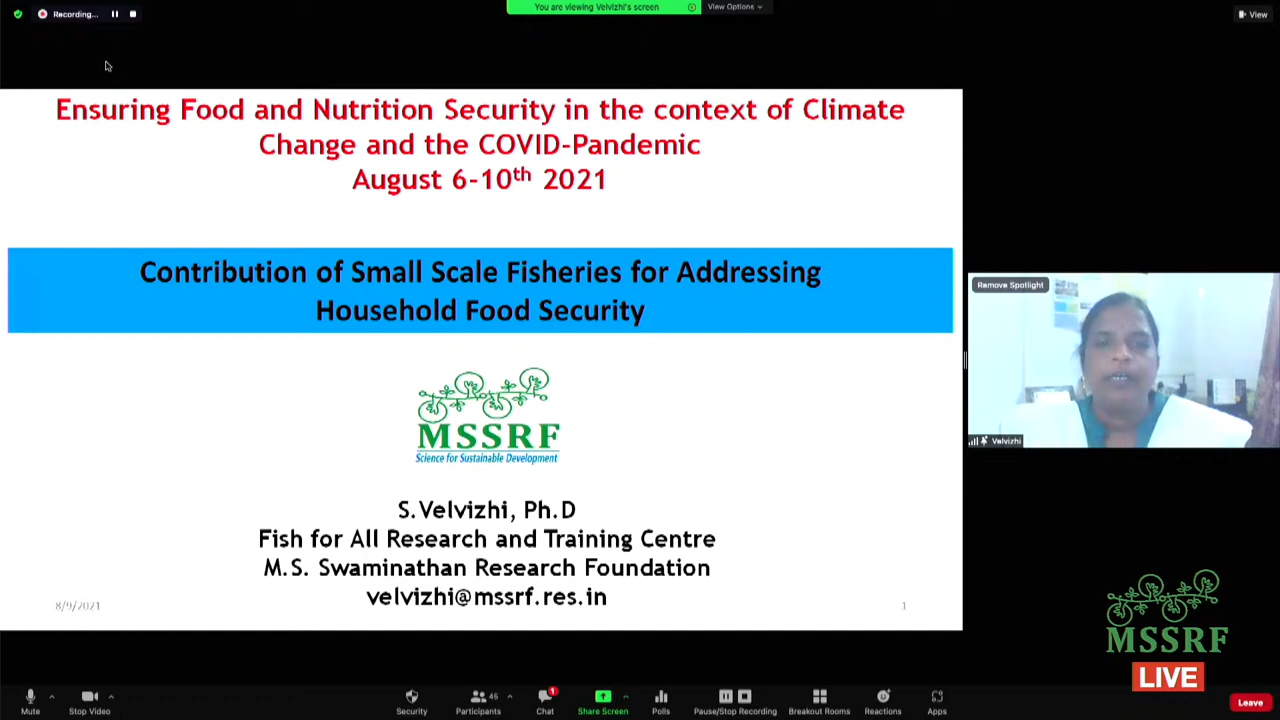 Recording...
You are viewing Velvizhi's screen
View Options
View
Ensuring Food and Nutrition Security in the context of Climate
Change and the COVID-Pandemic
August 6-10th 2021
Contribution of Small Scale Fisheries for Addressing
Household Food Security
MSSRF
Science for Sustainable Development
S.Velvizhi, Ph.D
Fish for All Research and Training Centre
M.S. Swaminathan Research Foundation
velvizhi@mssrf.res.in
8/9/2021
1
Remove Spotlight
Velvizhi
MSSRF
LIVE
Mute
Stop Video
Security
Participants
45
Chat
1
Share Screen
Polls
Pause/Stop Recording
Breakout Rooms
Reactions
Apps
Leave